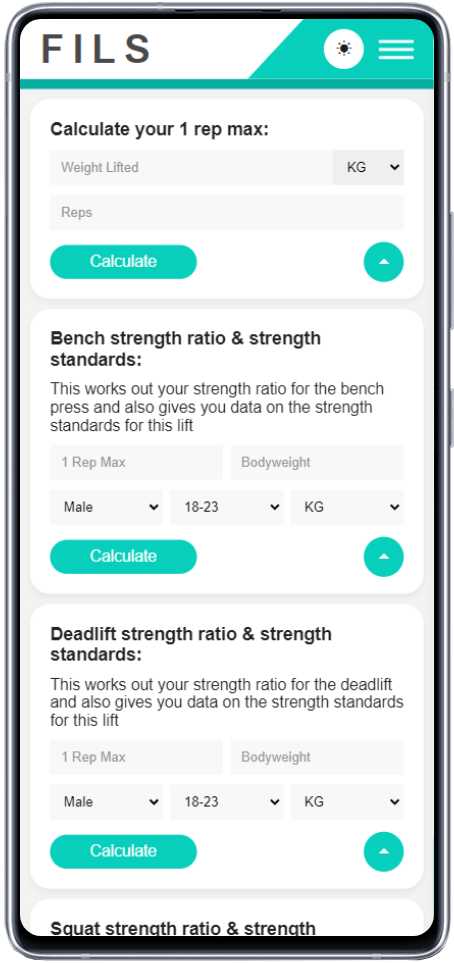 FILS
Calculate your 1 rep max:
Weight Lifted
KG
Reps
Calculate
Bench strength ratio & strength
standards:
This works out your strength ratio for the bench
press and also gives you data on the strength
standards for this lift
1 Rep Max
Bodyweight
Male
18-23
KG
Calculate
Deadlift strength ratio & strength
standards:
This works out your strength ratio for the deadlift
and also gives you data on the strength standards
for this lift
1 Rep Max
Bodyweight
Male
18-23
KG
Calculate
Squat strength ratio & strength